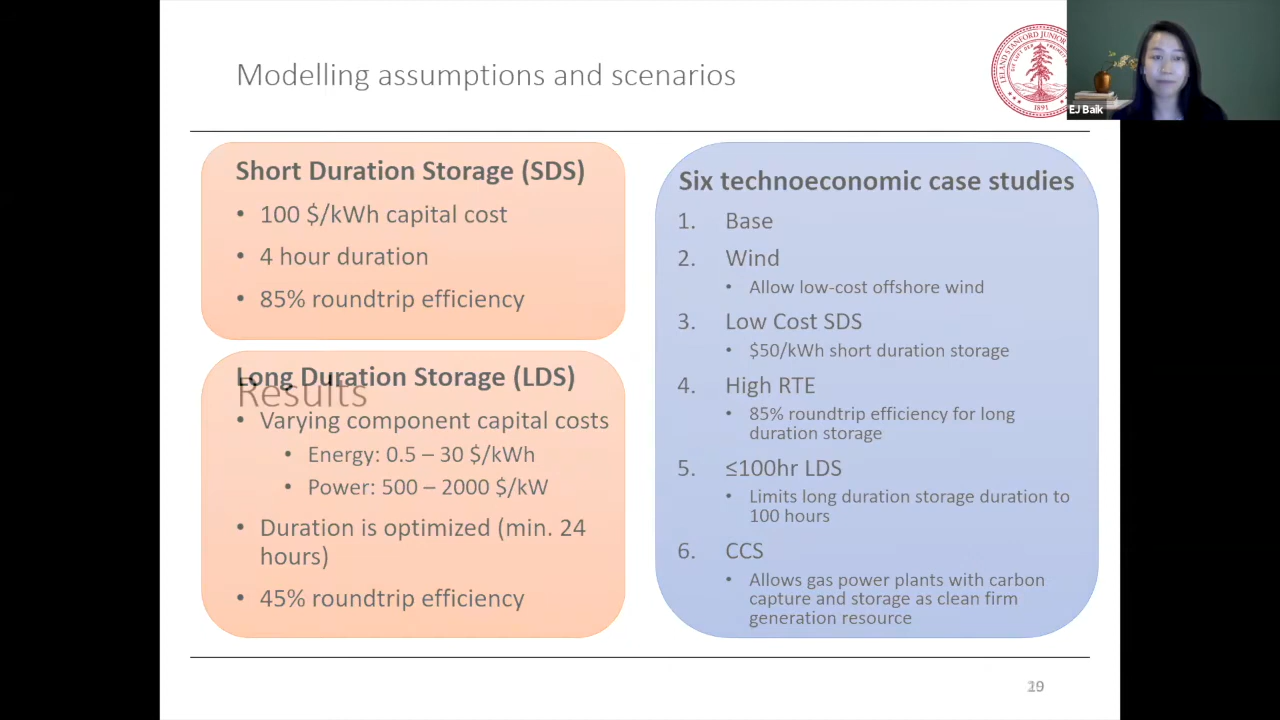 Modelling assumptions and scenarios
EJ Baik
1891
Short Duration Storage (SDS)
• 100 $/kWh capital cost
• 4 hour duration
• 85% roundtrip efficiency
Long Duration Storage (LDS)
Results
• Varying component capital costs
• Energy: 0.5 – 30 $/kWh
• Power: 500 – 2000 $/kW
• Duration is optimized (min. 24
hours)
• 45% roundtrip efficiency
Six technoeconomic case studies
1. Base
2. Wind
• Allow low-cost offshore wind
3. Low Cost SDS
• $50/kWh short duration storage
4. High RTE
• 85% roundtrip efficiency for long
duration storage
5. ≤100hr LDS
• Limits long duration storage duration to
100 hours
6. CCS
• Allows gas power plants with carbon
capture and storage as clean firm
generation resource